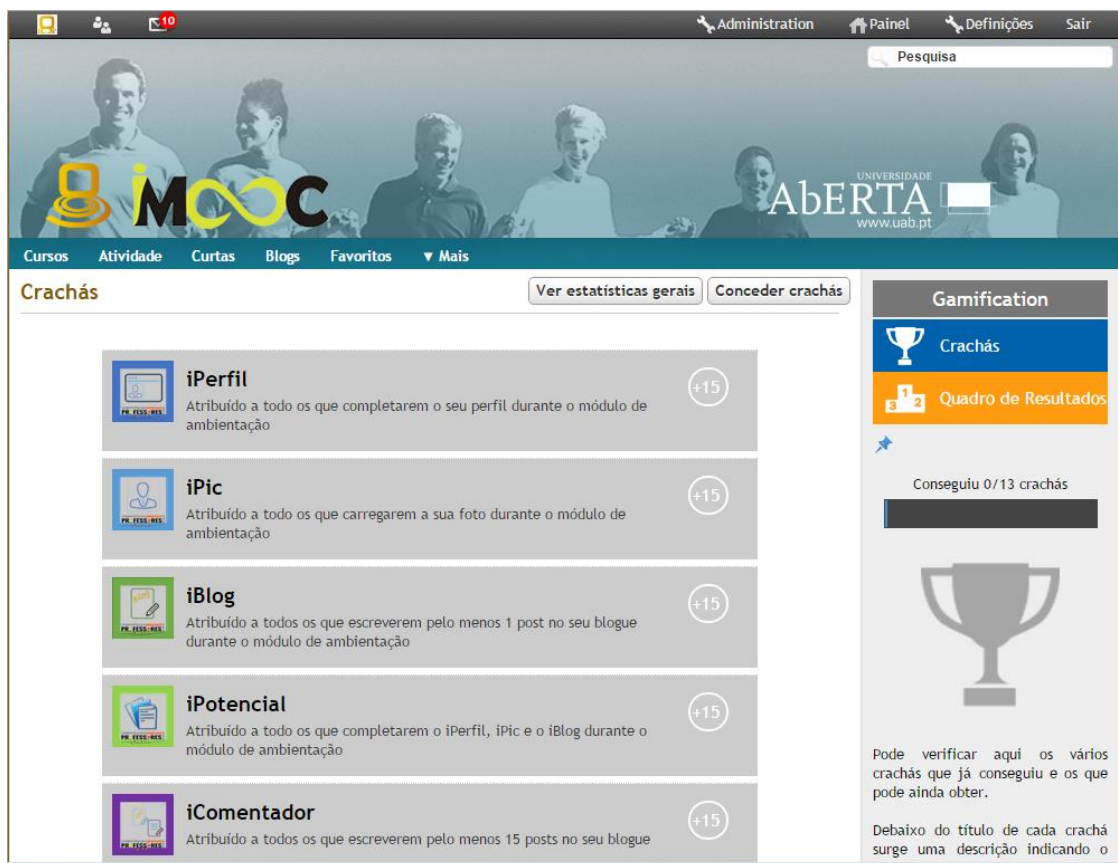 10
Administration
Painel
Definições
Sair
Pesquisa
iMOOC
UNIVERSIDADE
AbERTA
www.uab.pt
Cursos
Atividade
Curtas
Blogs
Favoritos
▼ Mais
Crachás
Ver estatísticas gerais
Conceder crachás
iPerfil
+15
Atribuído a todo os que completarem o seu perfil durante o módulo de
ambientação
iPic
+15
Atribuído a todo os que carregarem a sua foto durante o módulo de
ambientação
iBlog
+15
Atribuído a todos os que escreverem pelo menos 1 post no seu blogue
durante o módulo de ambientação
iPotencial
+15
Atribuído a todo os que completarem o iPerfil, iPic e o iBlog durante o
módulo de ambientação
iComentador
+15
Atribuído a todos os que escreverem pelo menos 15 posts no seu blogue
Gamification
Crachás
1
3 2
Quadro de Resultados
Conseguiu 0/13 crachás
Pode verificar aqui os vários
crachás que já conseguiu e os que
pode ainda obter.
Debaixo do título de cada crachá
surge uma descrição indicando o